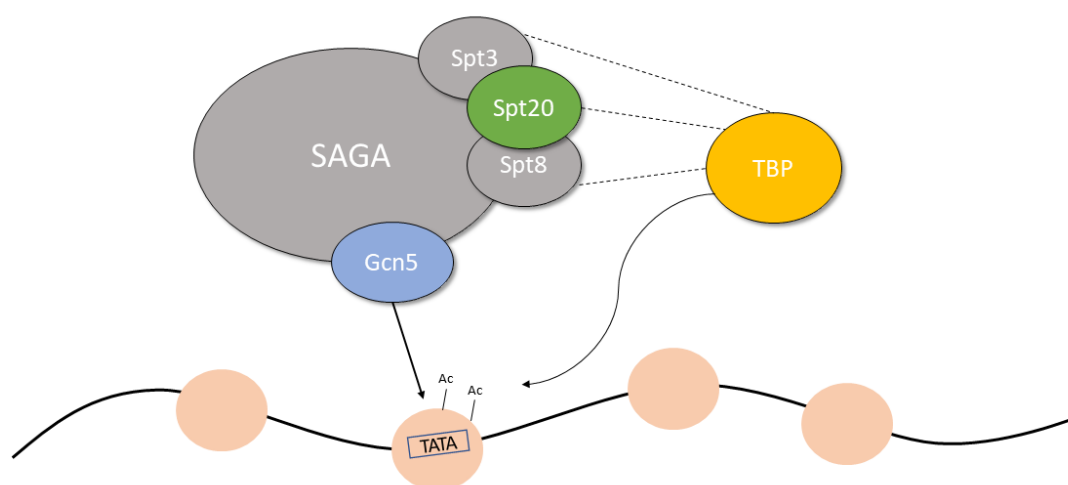 Spt3
Spt20
SAGA
Spt8
TBP
Gcn5
Ac
Ac
TATA